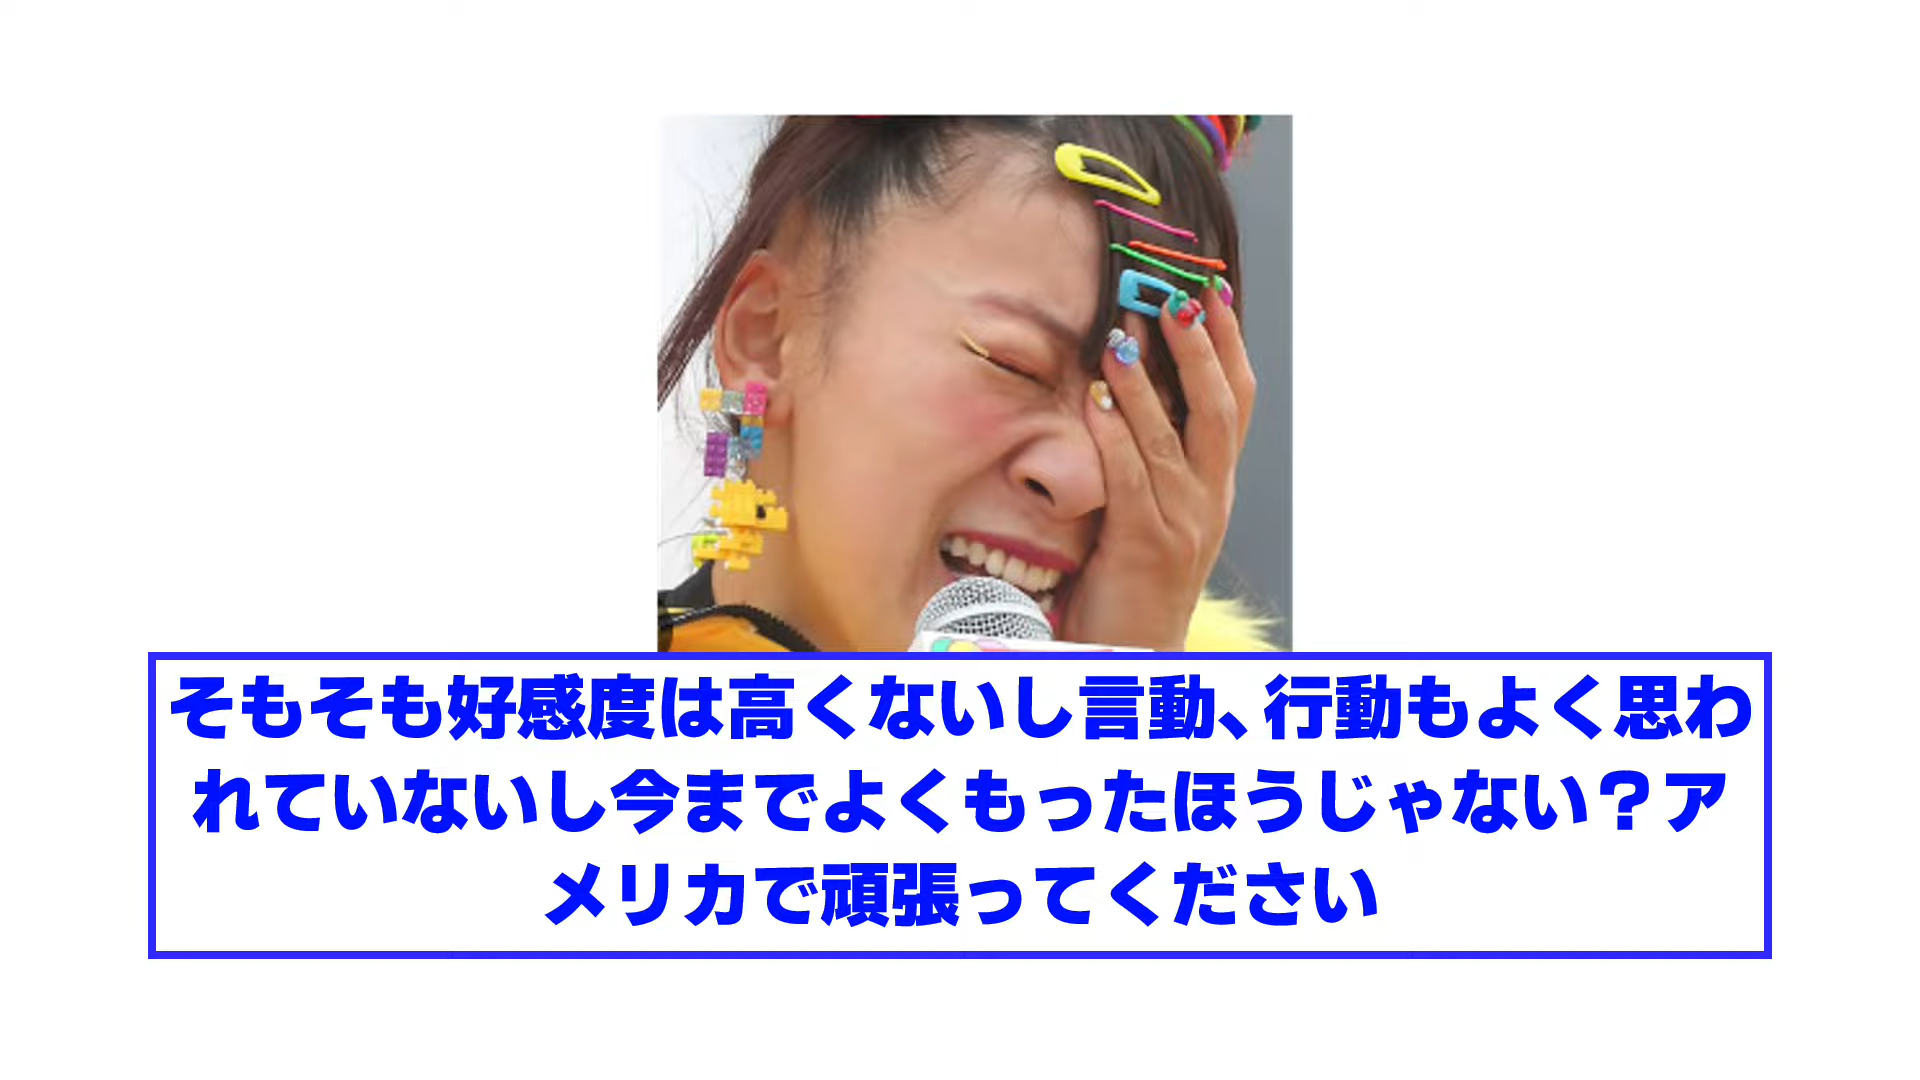 そもそも好感度は高くないし言動、行動もよく思わ
れていないし今までよくもったほうじゃない？ア
メリカで頑張ってください